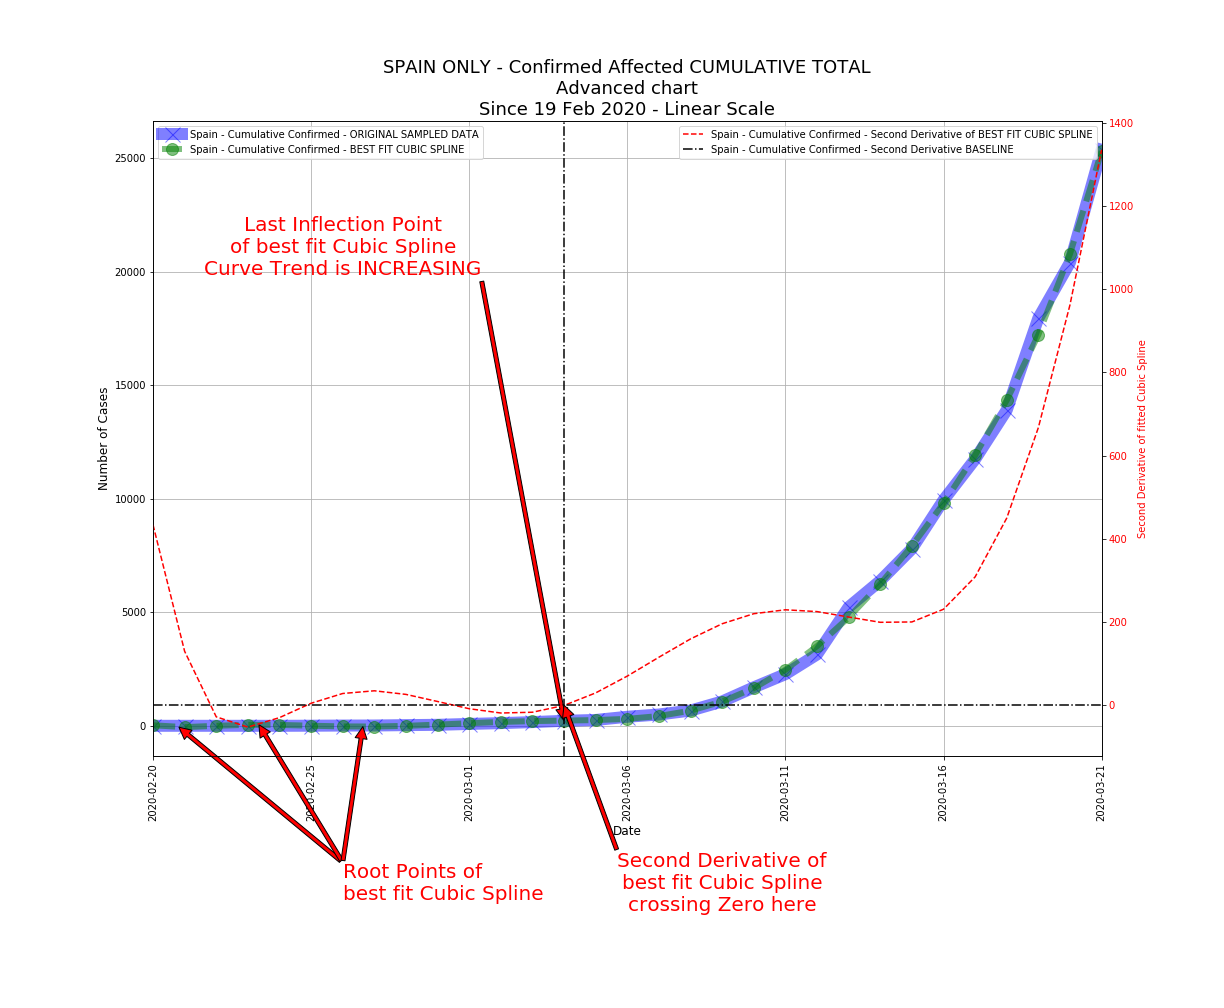 SPAIN ONLY - Confirmed Affected CUMULATIVE TOTAL
Advanced chart
Since 19 Feb 2020 - Linear Scale
Spain - Cumulative Confirmed - ORIGINAL SAMPLED DATA
Spain - Cumulative Confirmed - BEST FIT CUBIC SPLINE
Spain - Cumulative Confirmed - Second Derivative of BEST FIT CUBIC SPLINE
Spain - Cumulative Confirmed - Second Derivative BASELINE
Last Inflection Point
of best fit Cubic Spline
Curve Trend is INCREASING
Number of Cases
25000
20000
15000
10000
5000
0
1400
1200
1000
800
600
400
200
0
Second Derivative of fitted Cubic Spline
2020-02-20
2020-02-25
2020-03-01
2020-03-06
2020-03-11
2020-03-16
2020-03-21
Date
Root Points of
best fit Cubic Spline
Second Derivative of
best fit Cubic Spline
crossing Zero here